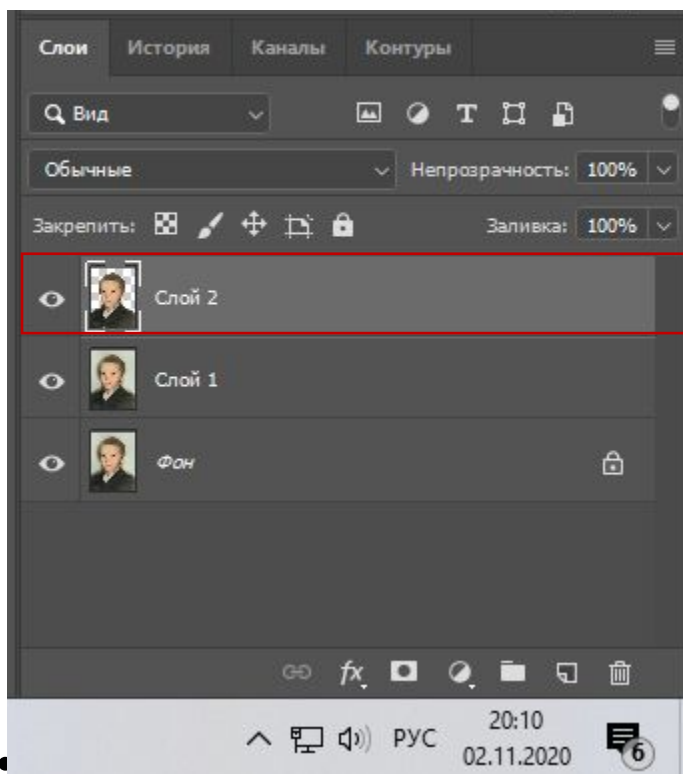 Слои История Каналы Контуры
Вид
Обычные Непрозрачность: 100%
Закрепить: Заливка: 100%
Слой 2
Слой 1
Фон
fx
РУС 20:10
02.11.2020
6